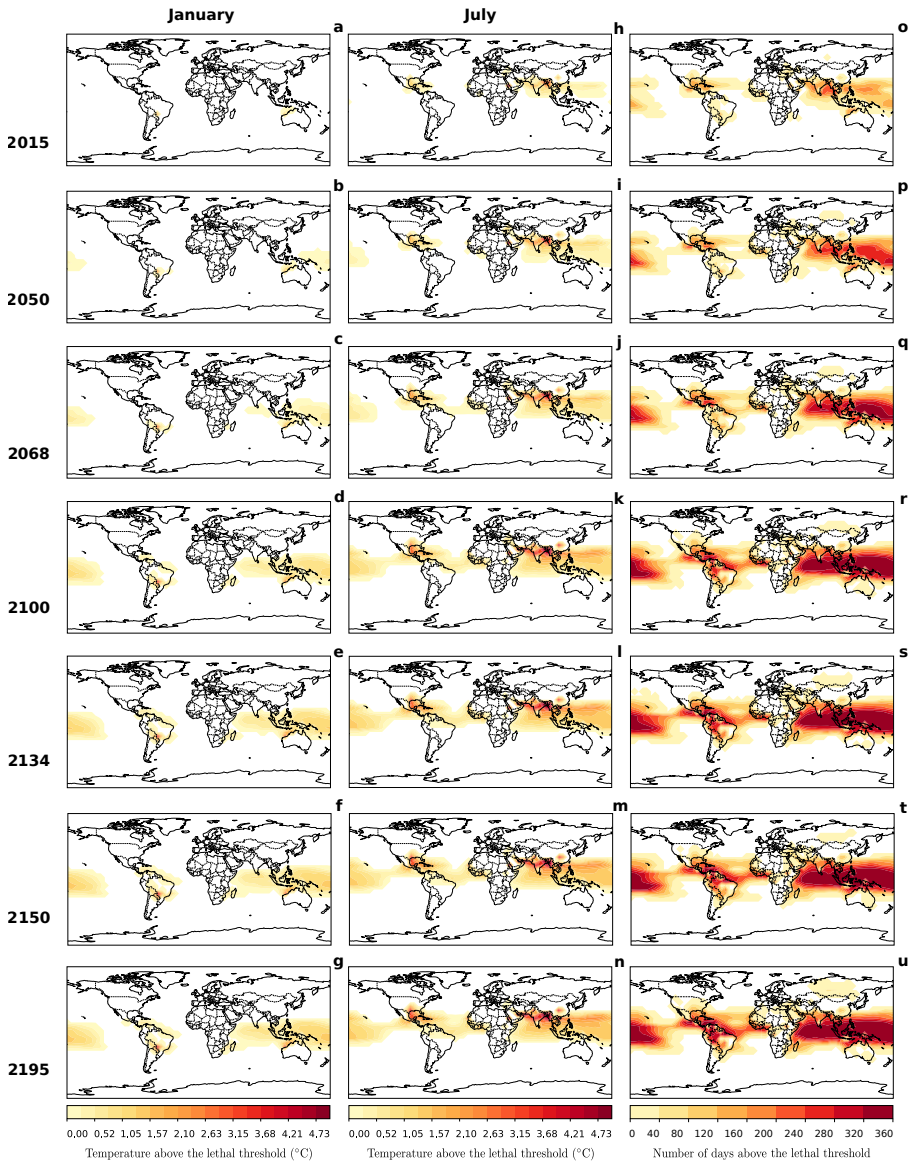 January July
a h o
2015
b i p
2050
c j q
2068
d k r
2100
e l s
2134
f m t
2150
g n u
2195
0,00 0,52 1,05 1,57 2,10 2,63 3,15 3,68 4,21 4,73 0,00 0,52 1,05 1,57 2,10 2,63 3,15 3,68 4,21 4,73 0 40 80 120 160 200 240 280 320 360
Temperature above the lethal threshold (°C) Temperature above the lethal threshold (°C) Number of days above the lethal threshold